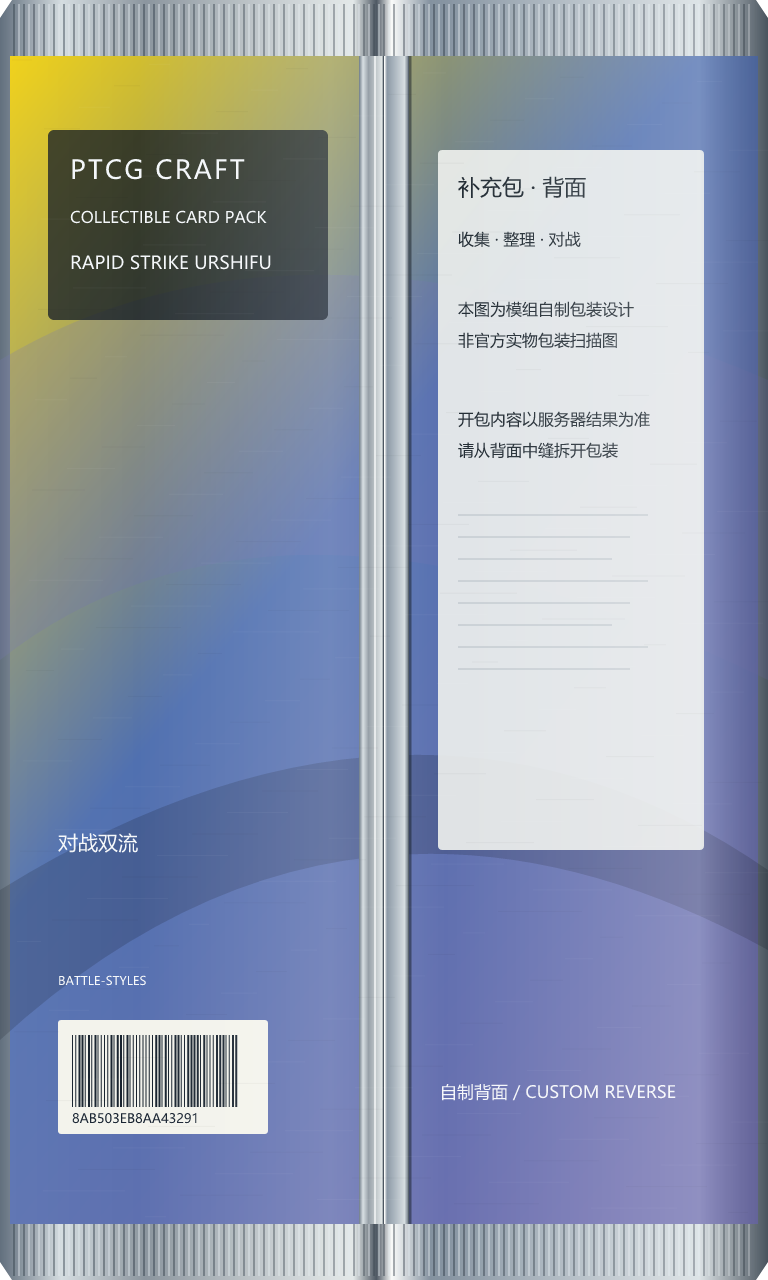 PTCG CRAFT
COLLECTIBLE CARD PACK
RAPID STRIKE URSHIFU
对战双流
BATTLE-STYLES
8AB503EB8AA43291
补充包 · 背面
收集 · 整理 · 对战
本图为模组自制包装设计
非官方实物包装扫描图
开包内容以服务器结果为准
请从背面中缝拆开包装
自制背面 / CUSTOM REVERSE